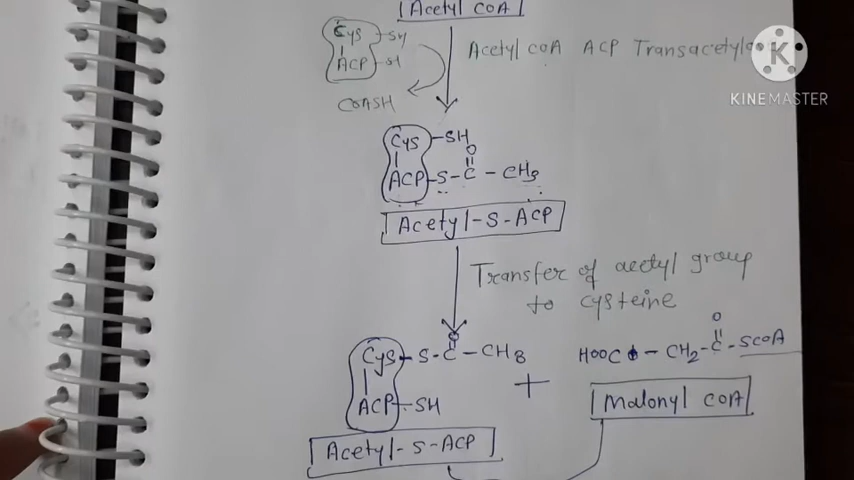 Acetyl COA
Cys -SH
ACP -SH
Acetyl COA ACP Transacetyl
COASH
KINEMASTER
Cys -SH
O
ACP -S-C-CH3
Acetyl-S-ACP
Transfer of acetyl group
to cysteine
O
Cys -S-C-CH3
HOOC - CH2-C-SCOA
+
ACP -SH
Malonyl COA
Acetyl-S-ACP